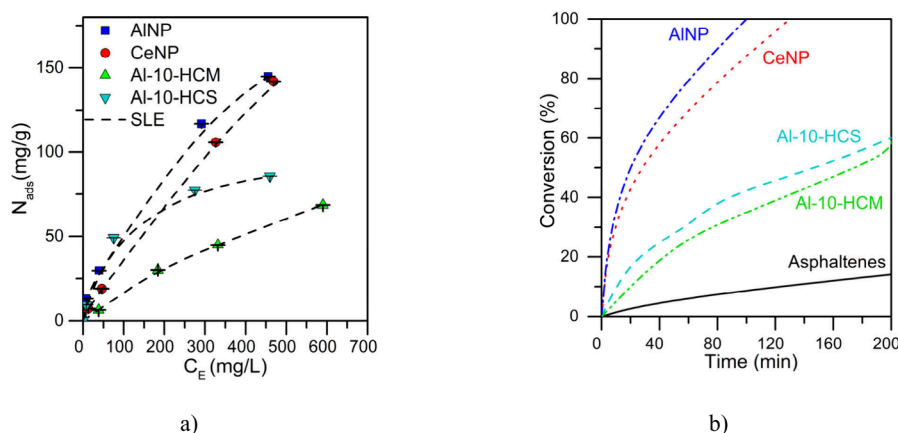 AlNP
CeNP
Al-10-HCM
Al-10-HCS
SLE
150
100
50
0
N_ads(mg/g)
0 100 200 300 400 500 600 700
C_E (mg/L)
a)
100
80
60
40
20
0
Conversion (%)
AlNP
CeNP
Al-10-HCS
Al-10-HCM
Asphaltenes
0 40 80 120 160 200
Time (min)
b)